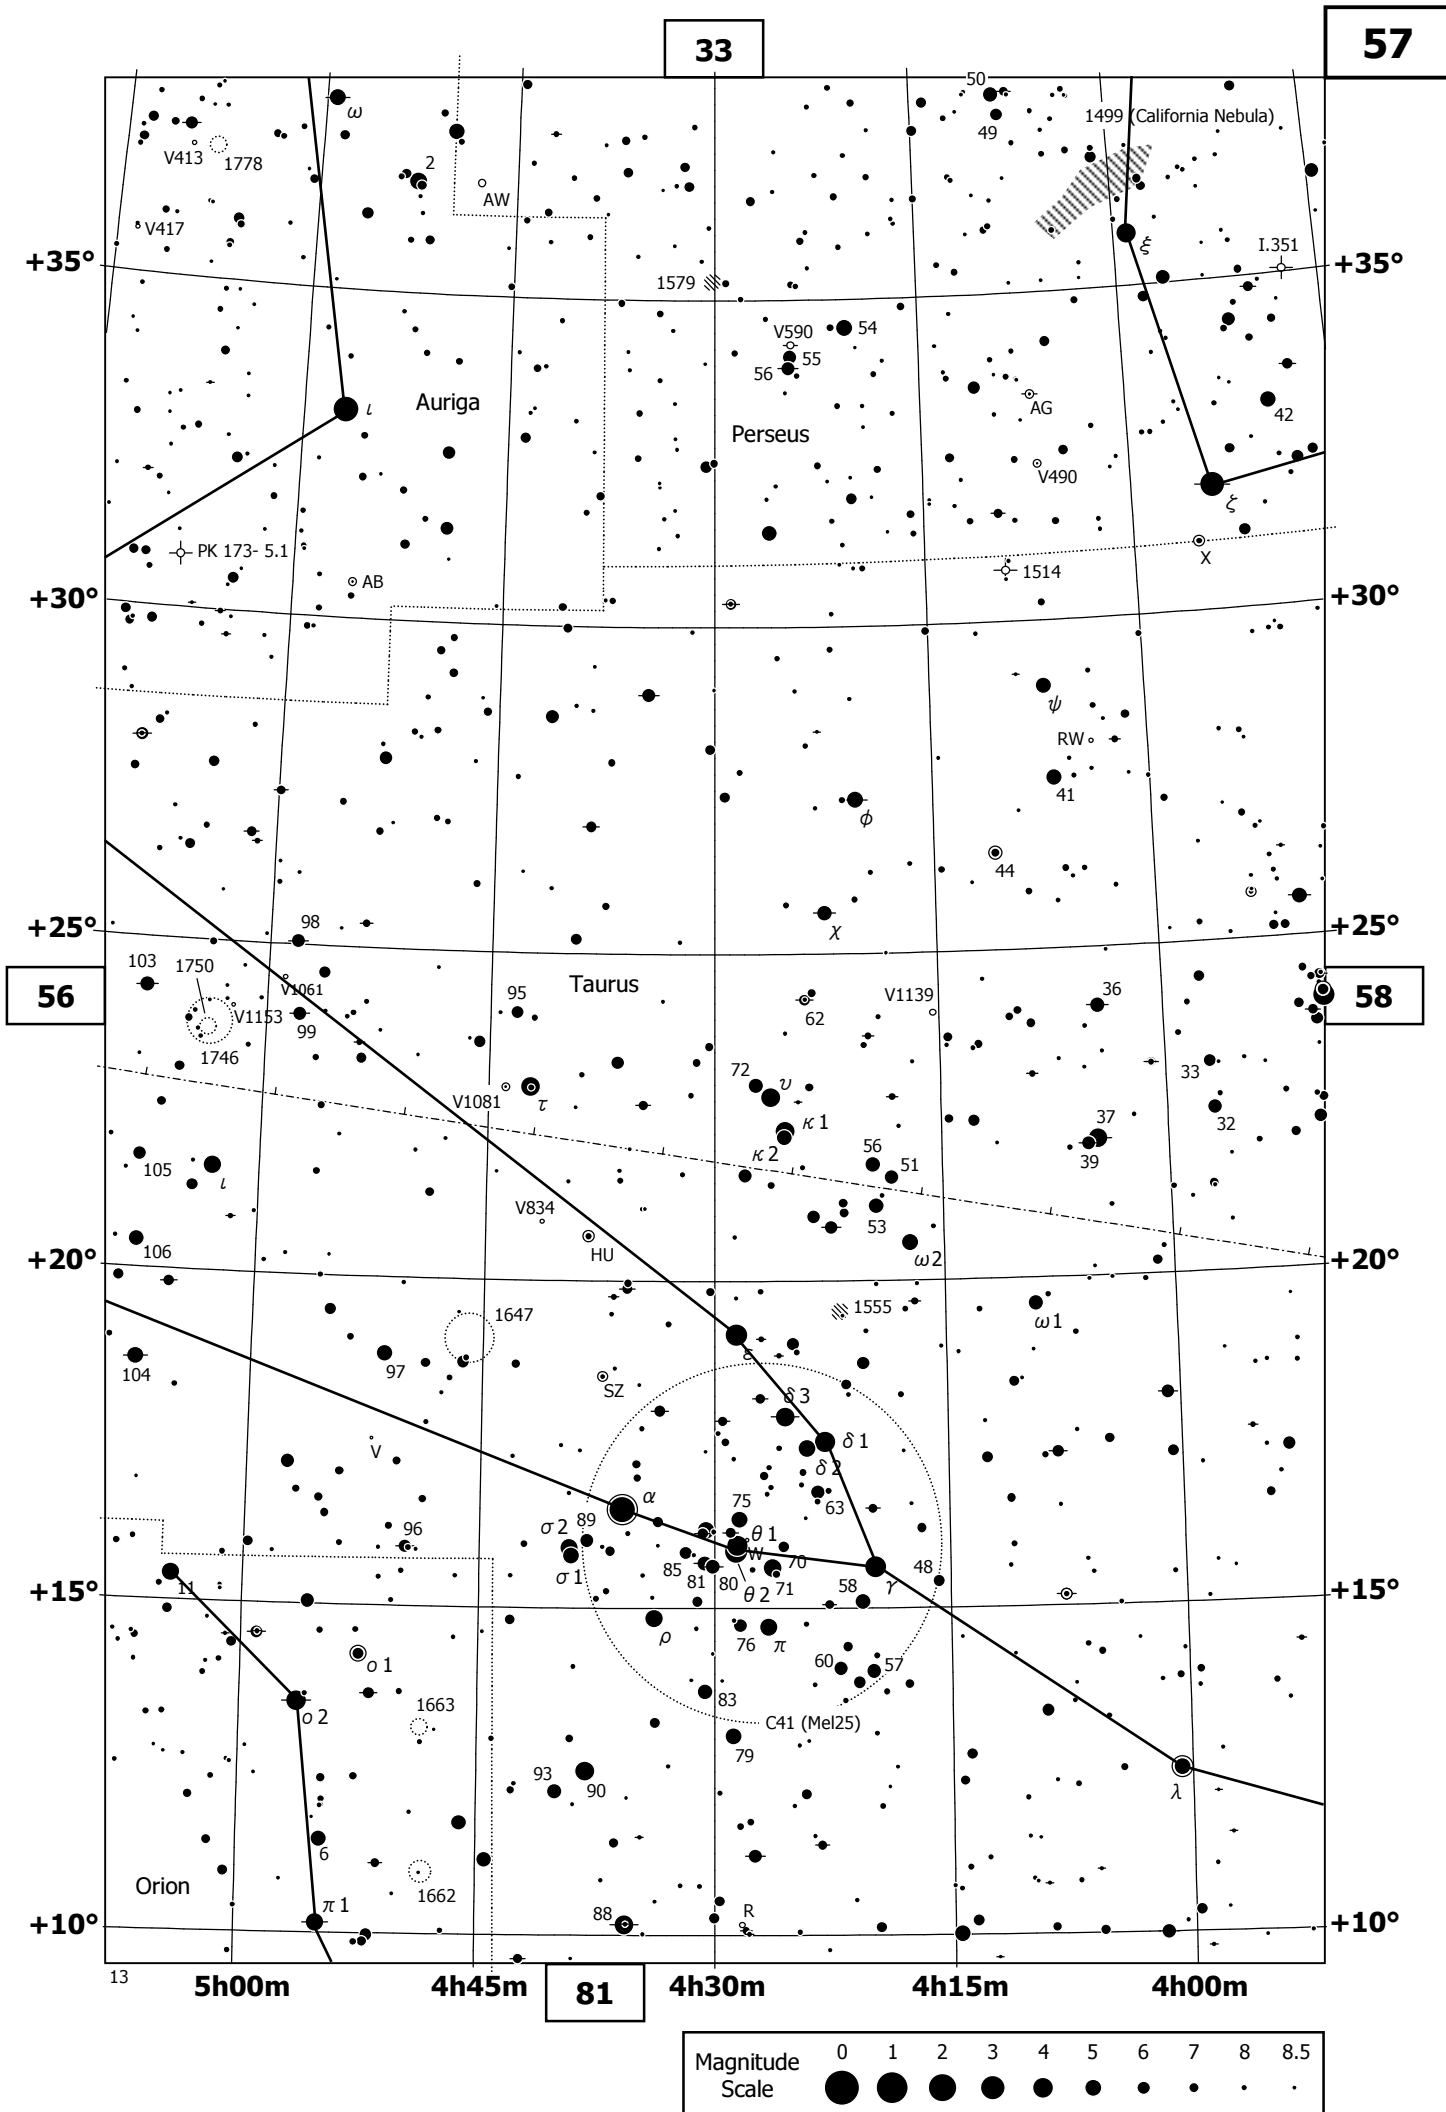 33
57
50
ω
49
1499 (California Nebula)
V413
1778
2
AW
V417
ξ
I.351
+35°
+35°
1579
V590
54
55
56
Auriga
ι
AG
42
Perseus
V490
ζ
PK 173- 5.1
AB
1514
X
+30°
+30°
ψ
RW
41
φ
44
98
χ
+25°
+25°
103
1750
Taurus
56
V1061
95
V1139
36
58
V1153
99
62
1746
72
υ
33
V1081
τ
κ 1
32
37
κ 2
56
39
105
ι
51
V834
53
106
HU
ω2
+20°
+20°
1647
1555
ω1
ε
104
97
SZ
δ 3
δ 1
V
δ 2
α
63
75
96
σ 2
89
θ 1
W
70
48
11
σ 1
85
81
80
71
58
γ
θ 2
+15°
+15°
ρ
76
π
ο 1
60
57
1663
83
ο 2
C41 (Mel25)
79
93
90
λ
6
Orion
1662
π 1
88
R
+10°
+10°
13
5h00m
4h45m
4h30m
4h15m
4h00m
81
Magnitude
Scale
0 1 2 3 4 5 6 7 8 8.5